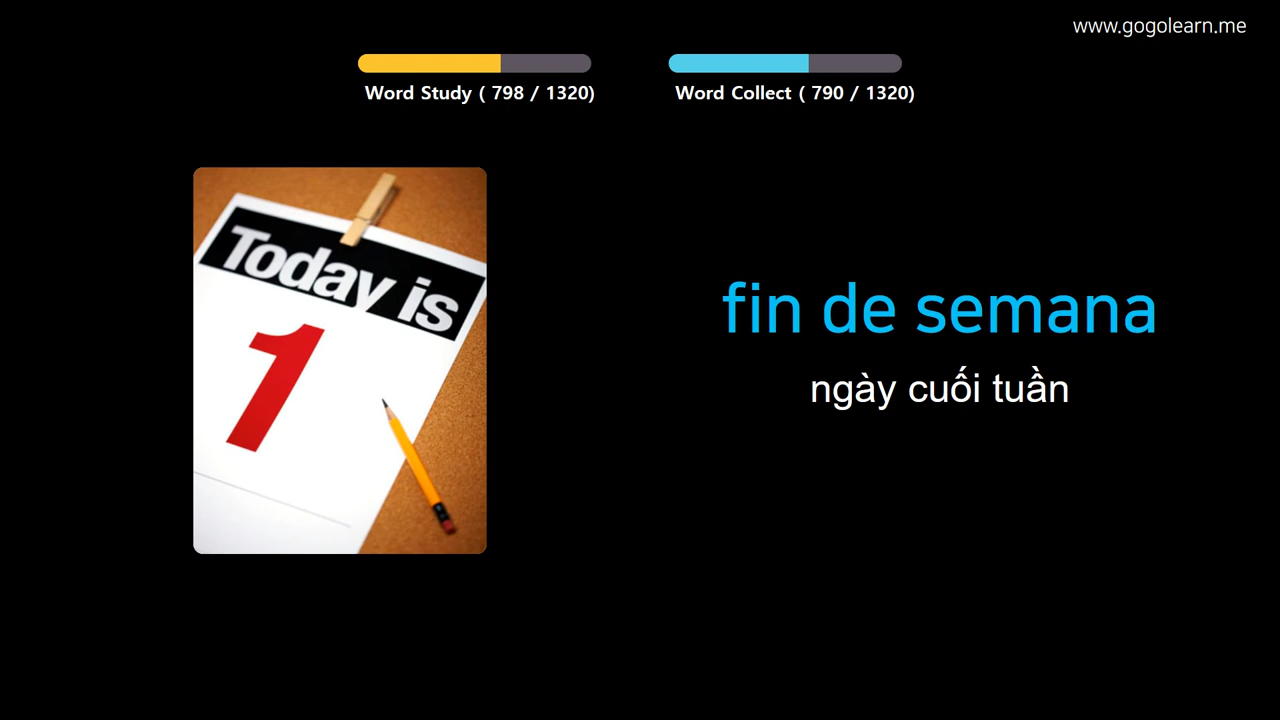 www.gogolearn.me
Word Study ( 798 / 1320)
Word Collect ( 790 / 1320)
Today is
1
fin de semana
ngày cuối tuần